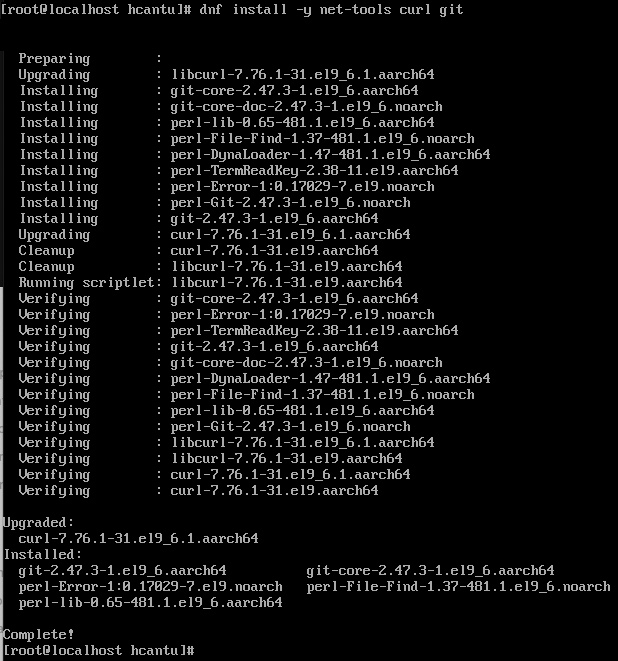 [root@localhost hcantu]# dnf install -y net-tools curl git
Preparing :
Upgrading : libcurl-7.76.1-31.el9_6.1.aarch64
Installing : git-core-2.47.3-1.el9_6.aarch64
Installing : git-core-doc-2.47.3-1.el9_6.noarch
Installing : perl-lib-0.65-481.1.el9_6.aarch64
Installing : perl-File-Find-1.37-481.1.el9_6.noarch
Installing : perl-DynaLoader-1.47-481.1.el9_6.aarch64
Installing : perl-TermReadKey-2.38-11.el9.aarch64
Installing : perl-Error-1:0.17029-7.el9.noarch
Installing : perl-Git-2.47.3-1.el9_6.noarch
Installing : git-2.47.3-1.el9_6.aarch64
Upgrading : curl-7.76.1-31.el9_6.1.aarch64
Cleanup : curl-7.76.1-31.el9.aarch64
Cleanup : libcurl-7.76.1-31.el9.aarch64
Running scriptlet: libcurl-7.76.1-31.el9.aarch64
Verifying : git-core-2.47.3-1.el9_6.aarch64
Verifying : perl-Error-1:0.17029-7.el9.noarch
Verifying : perl-TermReadKey-2.38-11.el9.aarch64
Verifying : git-2.47.3-1.el9_6.aarch64
Verifying : git-core-doc-2.47.3-1.el9_6.noarch
Verifying : perl-DynaLoader-1.47-481.1.el9_6.aarch64
Verifying : perl-File-Find-1.37-481.1.el9_6.noarch
Verifying : perl-lib-0.65-481.1.el9_6.aarch64
Verifying : perl-Git-2.47.3-1.el9_6.noarch
Verifying : libcurl-7.76.1-31.el9_6.1.aarch64
Verifying : libcurl-7.76.1-31.el9.aarch64
Verifying : curl-7.76.1-31.el9_6.1.aarch64
Verifying : curl-7.76.1-31.el9.aarch64
Upgraded:
curl-7.76.1-31.el9_6.1.aarch64
Installed:
git-2.47.3-1.el9_6.aarch64 git-core-2.47.3-1.el9_6.aarch64
perl-Error-1:0.17029-7.el9.noarch perl-File-Find-1.37-481.1.el9_6.noarch
perl-lib-0.65-481.1.el9_6.aarch64
Complete!
[root@localhost hcantu]#